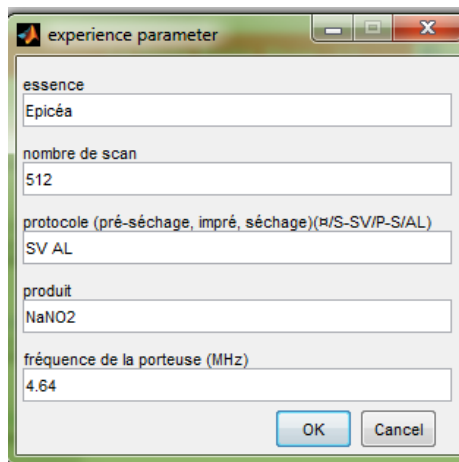 experience parameter
essence
Epicéa
nombre de scan
512
protocole (pré-séchage, impré, séchage)(¤/S-SV/P-S/AL)
SV AL
produit
NaNO2
fréquence de la porteuse (MHz)
4.64
OK Cancel